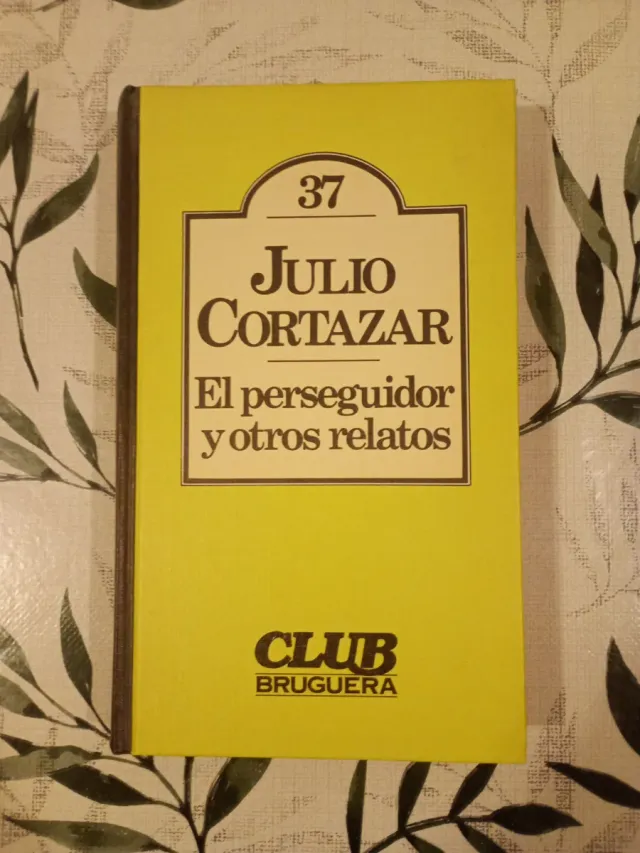 37
JULIO
CORTAZAR
El perseguidor
y otros relatos
CLUB
BRUGUERA